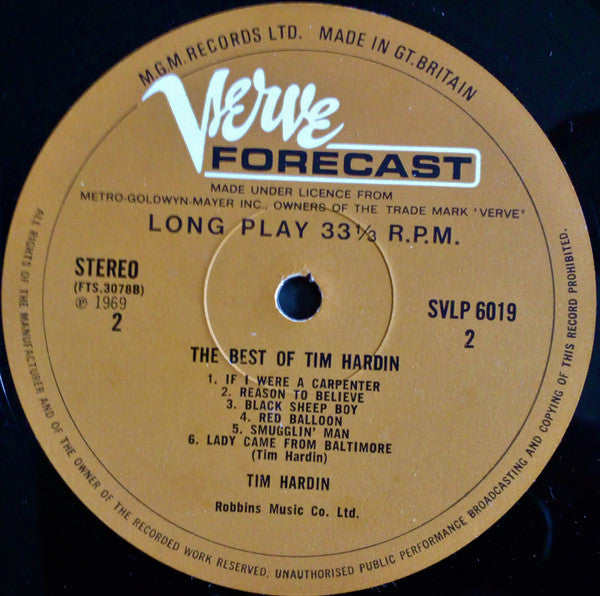 M.G.M. RECORDS LTD. MADE IN GT. BRITAIN
Verve
FORECAST
MADE UNDER LICENCE FROM
METRO-GOLDWYN-MAYER INC., OWNERS OF THE TRADE MARK 'VERVE'
LONG PLAY 33⅓ R.P.M.
STEREO
(FTS.3078B)
℗ 1969
2
SVLP 6019
2
THE BEST OF TIM HARDIN
1. IF I WERE A CARPENTER
2. REASON TO BELIEVE
3. BLACK SHEEP BOY
4. RED BALLOON
5. SMUGGLIN' MAN
6. LADY CAME FROM BALTIMORE
(Tim Hardin)
TIM HARDIN
Robbins Music Co. Ltd.
ALL RIGHTS OF THE MANUFACTURER AND OF THE OWNER OF THE RECORDED WORK RESERVED. UNAUTHORISED PUBLIC PERFORMANCE BROADCASTING AND COPYING OF THIS RECORD PROHIBITED.